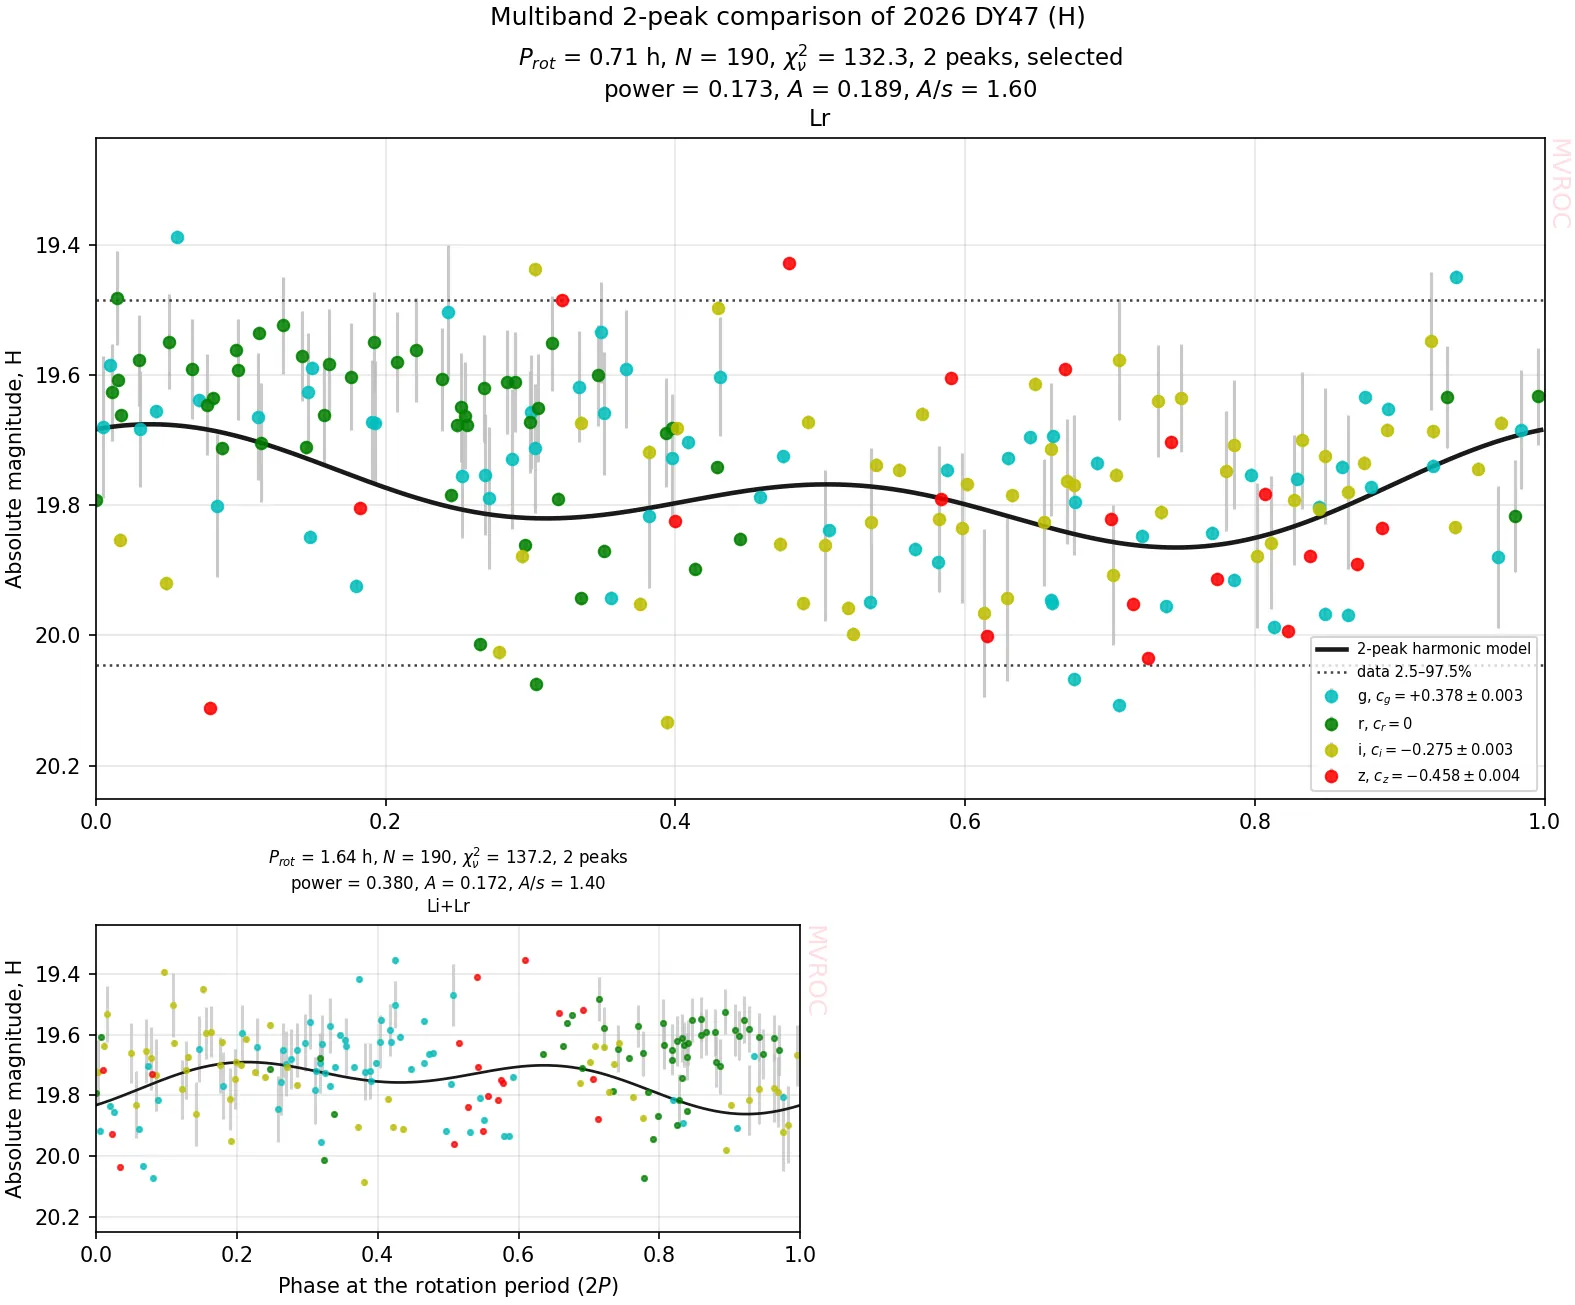 Multiband 2-peak comparison of 2026 DY47 (H)
P_rot = 0.71 h, N = 190, χ²_ν = 132.3, 2 peaks, selected
power = 0.173, A = 0.189, A/s = 1.60
Lr
MVROC
Absolute magnitude, H
19.4
19.6
19.8
20.0
20.2
2-peak harmonic model
data 2.5–97.5%
g, c_g = +0.378 ± 0.003
r, c_r = 0
i, c_i = −0.275 ± 0.003
z, c_z = −0.458 ± 0.004
0.0 0.2 0.4 0.6 0.8 1.0
P_rot = 1.64 h, N = 190, χ²_ν = 137.2, 2 peaks
power = 0.380, A = 0.172, A/s = 1.40
Li+Lr
MVROC
Absolute magnitude, H
19.4
19.6
19.8
20.0
20.2
0.0 0.2 0.4 0.6 0.8 1.0
Phase at the rotation period (2P)